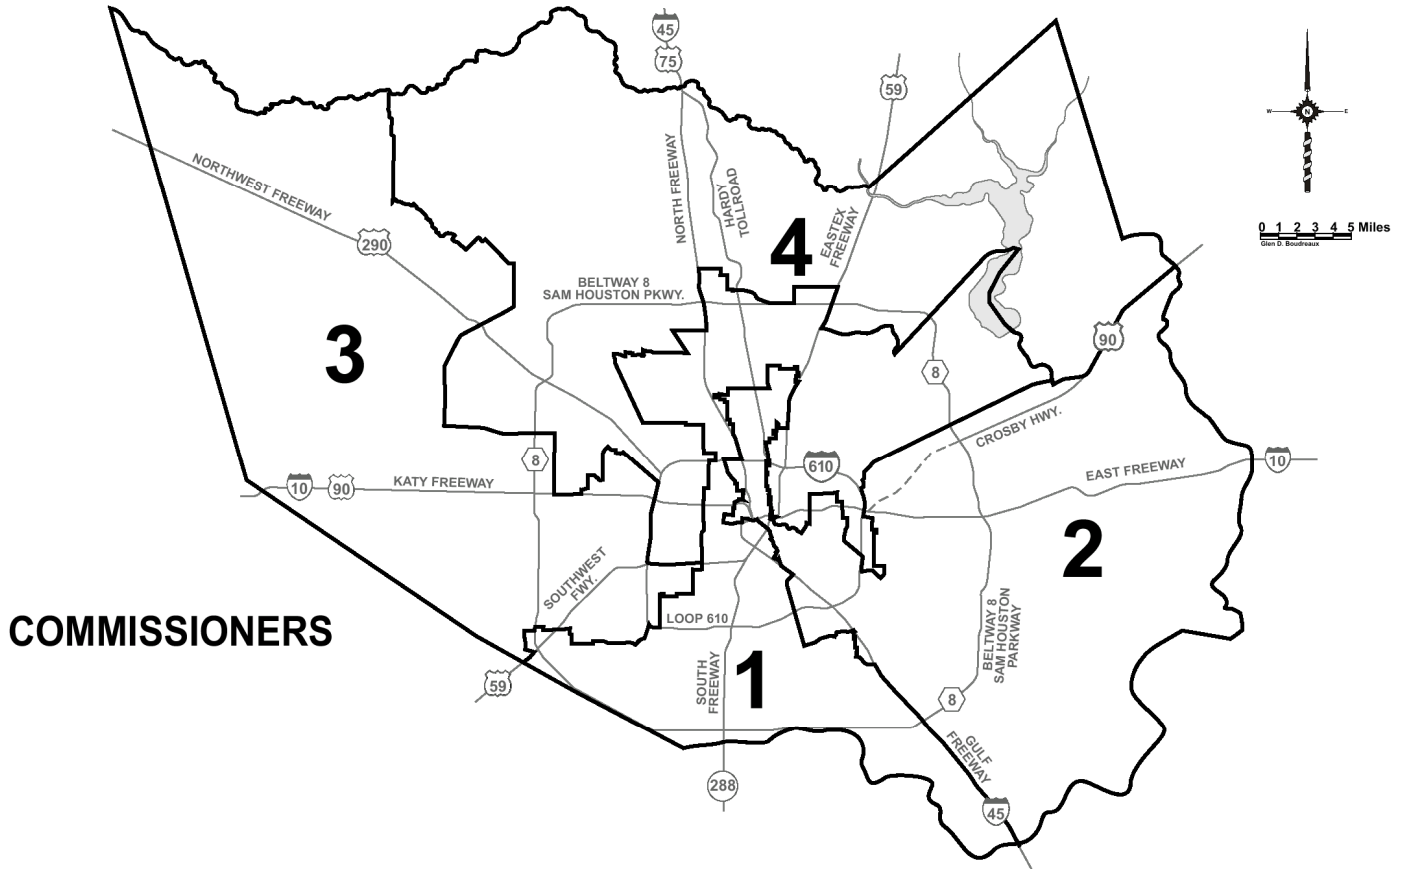 45
75
59
N
W
E
NORTHWEST FREEWAY
NORTH FREEWAY
HARDY
TOLLROAD
EASTEX
FREEWAY
0 1 2 3 4 5 Miles
Glen D. Boudreaux
290
4
BELTWAY 8
SAM HOUSTON PKWY.
3
90
8
CROSBY HWY.
8
610
10
EAST FREEWAY
10
90
KATY FREEWAY
2
SOUTHWEST
FWY.
COMMISSIONERS
LOOP 610
BELTWAY 8
SAM HOUSTON
PARKWAY
1
SOUTH
FREEWAY
59
8
GULF
FREEWAY
288
45